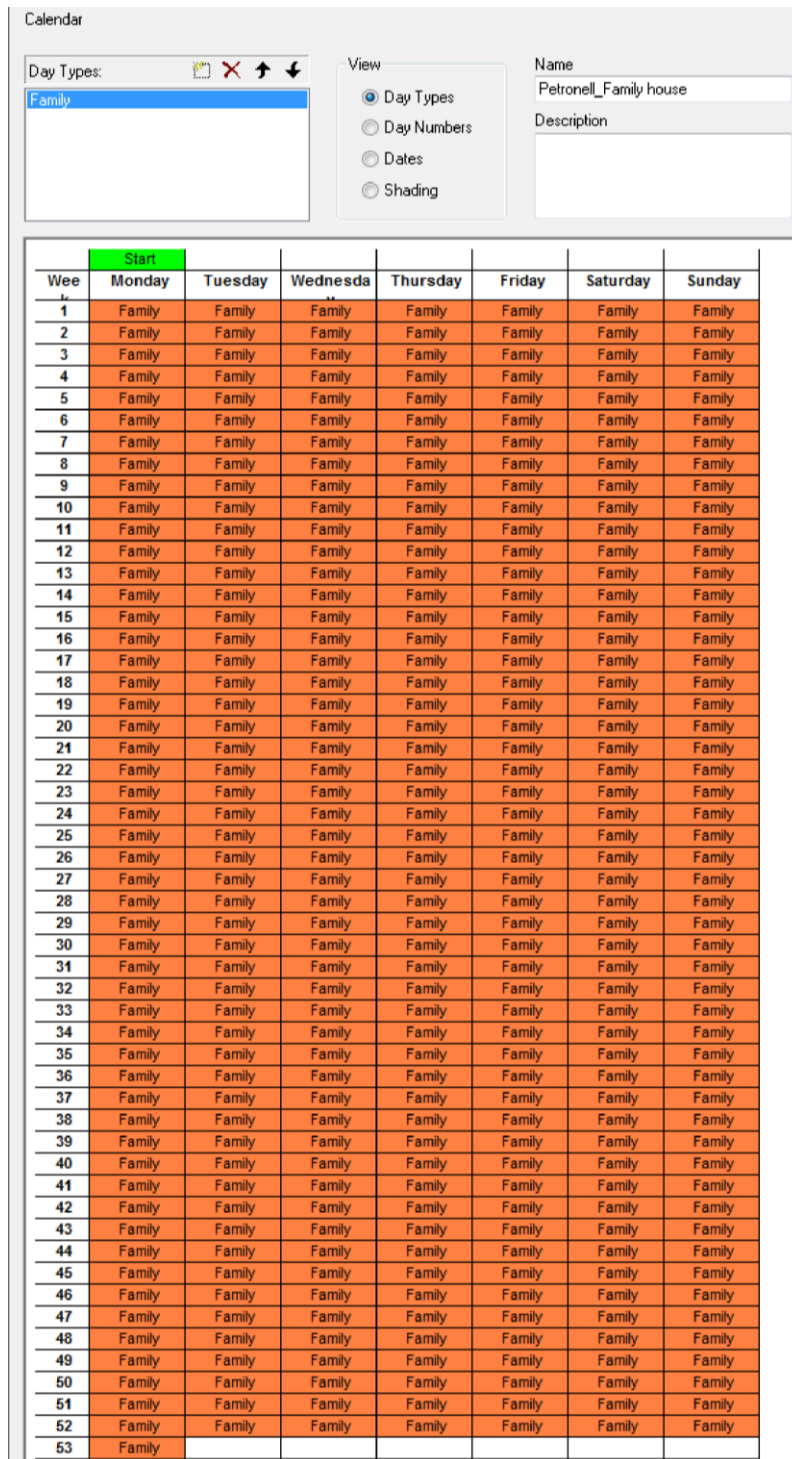 Calendar
Day Types:
Family
View
Day Types
Day Numbers
Dates
Shading
Name
Petronell_Family house
Description
Start
Wee Monday Tuesday Wednesda Thursday Friday Saturday Sunday
1 Family Family Family Family Family Family Family
2 Family Family Family Family Family Family Family
3 Family Family Family Family Family Family Family
4 Family Family Family Family Family Family Family
5 Family Family Family Family Family Family Family
6 Family Family Family Family Family Family Family
7 Family Family Family Family Family Family Family
8 Family Family Family Family Family Family Family
9 Family Family Family Family Family Family Family
10 Family Family Family Family Family Family Family
11 Family Family Family Family Family Family Family
12 Family Family Family Family Family Family Family
13 Family Family Family Family Family Family Family
14 Family Family Family Family Family Family Family
15 Family Family Family Family Family Family Family
16 Family Family Family Family Family Family Family
17 Family Family Family Family Family Family Family
18 Family Family Family Family Family Family Family
19 Family Family Family Family Family Family Family
20 Family Family Family Family Family Family Family
21 Family Family Family Family Family Family Family
22 Family Family Family Family Family Family Family
23 Family Family Family Family Family Family Family
24 Family Family Family Family Family Family Family
25 Family Family Family Family Family Family Family
26 Family Family Family Family Family Family Family
27 Family Family Family Family Family Family Family
28 Family Family Family Family Family Family Family
29 Family Family Family Family Family Family Family
30 Family Family Family Family Family Family Family
31 Family Family Family Family Family Family Family
32 Family Family Family Family Family Family Family
33 Family Family Family Family Family Family Family
34 Family Family Family Family Family Family Family
35 Family Family Family Family Family Family Family
36 Family Family Family Family Family Family Family
37 Family Family Family Family Family Family Family
38 Family Family Family Family Family Family Family
39 Family Family Family Family Family Family Family
40 Family Family Family Family Family Family Family
41 Family Family Family Family Family Family Family
42 Family Family Family Family Family Family Family
43 Family Family Family Family Family Family Family
44 Family Family Family Family Family Family Family
45 Family Family Family Family Family Family Family
46 Family Family Family Family Family Family Family
47 Family Family Family Family Family Family Family
48 Family Family Family Family Family Family Family
49 Family Family Family Family Family Family Family
50 Family Family Family Family Family Family Family
51 Family Family Family Family Family Family Family
52 Family Family Family Family Family Family Family
53 Family